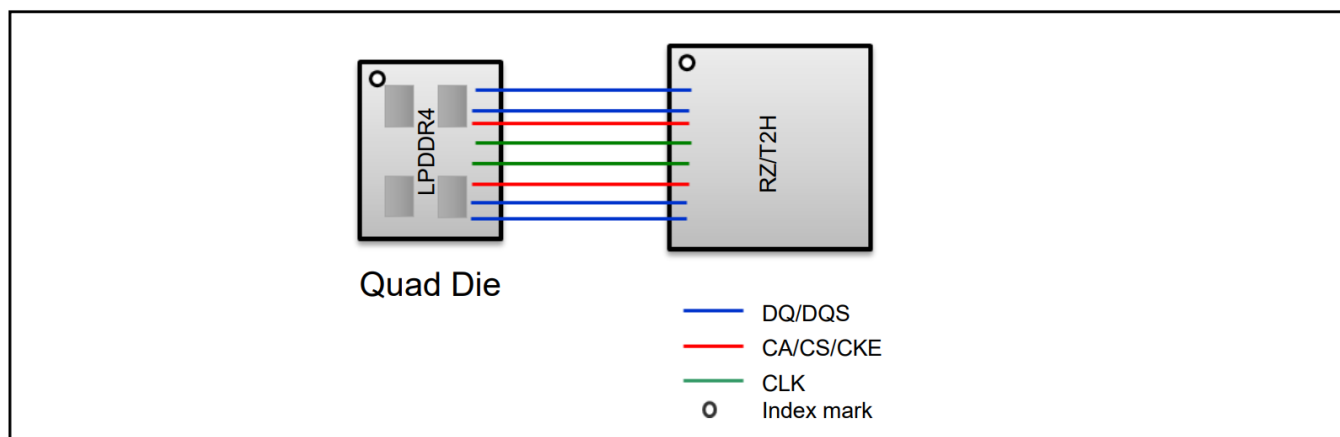 LPDDR4
RZ/T2H
Quad Die
DQ/DQS
CA/CS/CKE
CLK
Index mark